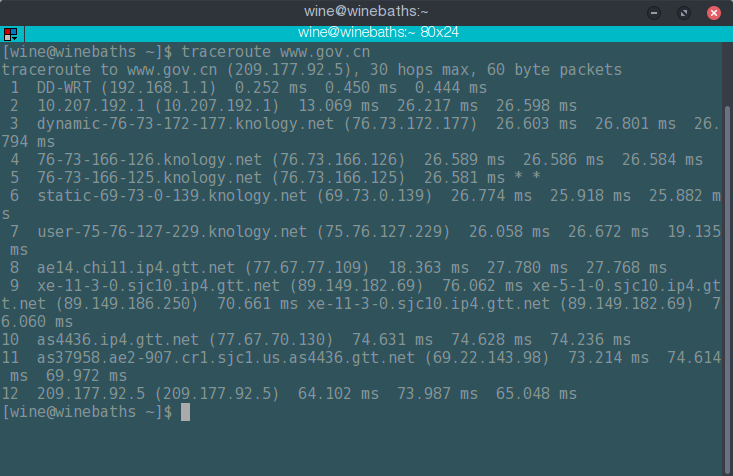 wine@winebaths:~
wine@winebaths:~ 80x24
[wine@winebaths ~]$ traceroute www.gov.cn
traceroute to www.gov.cn (209.177.92.5), 30 hops max, 60 byte packets
 1  DD-WRT (192.168.1.1)  0.252 ms  0.450 ms  0.444 ms
 2  10.207.192.1 (10.207.192.1)  13.069 ms  26.217 ms  26.598 ms
 3  dynamic-76-73-172-177.knology.net (76.73.172.177)  26.603 ms  26.801 ms  26.
794 ms
 4  76-73-166-126.knology.net (76.73.166.126)  26.589 ms  26.586 ms  26.584 ms
 5  76-73-166-125.knology.net (76.73.166.125)  26.581 ms * *
 6  static-69-73-0-139.knology.net (69.73.0.139)  26.774 ms  25.918 ms  25.882 m
s
 7  user-75-76-127-229.knology.net (75.76.127.229)  26.058 ms  26.672 ms  19.135
 ms
 8  ae14.chi11.ip4.gtt.net (77.67.77.109)  18.363 ms  27.780 ms  27.768 ms
 9  xe-11-3-0.sjc10.ip4.gtt.net (89.149.182.69)  76.062 ms xe-5-1-0.sjc10.ip4.gt
t.net (89.149.186.250)  70.661 ms xe-11-3-0.sjc10.ip4.gtt.net (89.149.182.69)  7
6.060 ms
10  as4436.ip4.gtt.net (77.67.70.130)  74.631 ms  74.628 ms  74.236 ms
11  as37958.ae2-907.cr1.sjc1.us.as4436.gtt.net (69.22.143.98)  73.214 ms  74.614
 ms  69.972 ms
12  209.177.92.5 (209.177.92.5)  64.102 ms  73.987 ms  65.048 ms
[wine@winebaths ~]$